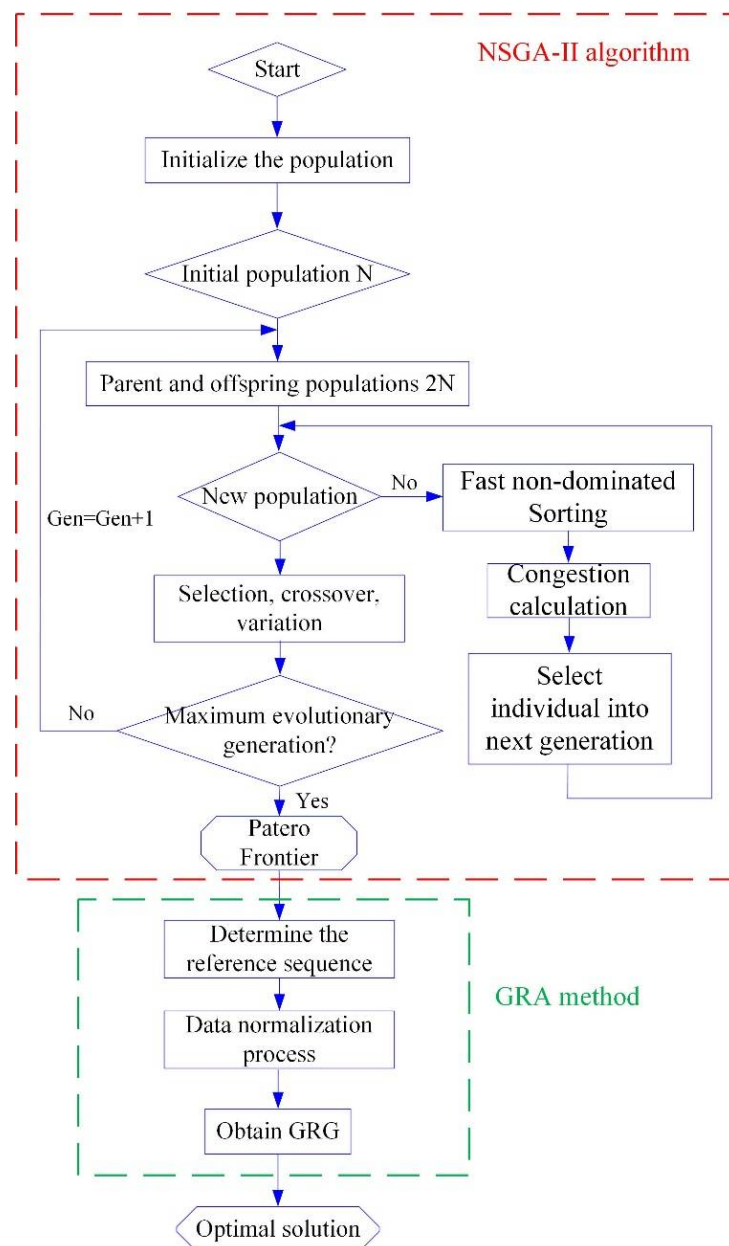 NSGA-II algorithm
Start
Initialize the population
Initial population N
Parent and offspring populations 2N
New population
No
Fast non-dominated
Sorting
Gen=Gen+1
Congestion
calculation
Selection, crossover,
variation
Select
individual into
next generation
No
Maximum evolutionary
generation?
Yes
Patero
Frontier
Determine the
reference sequence
GRA method
Data normalization
process
Obtain GRG
Optimal solution